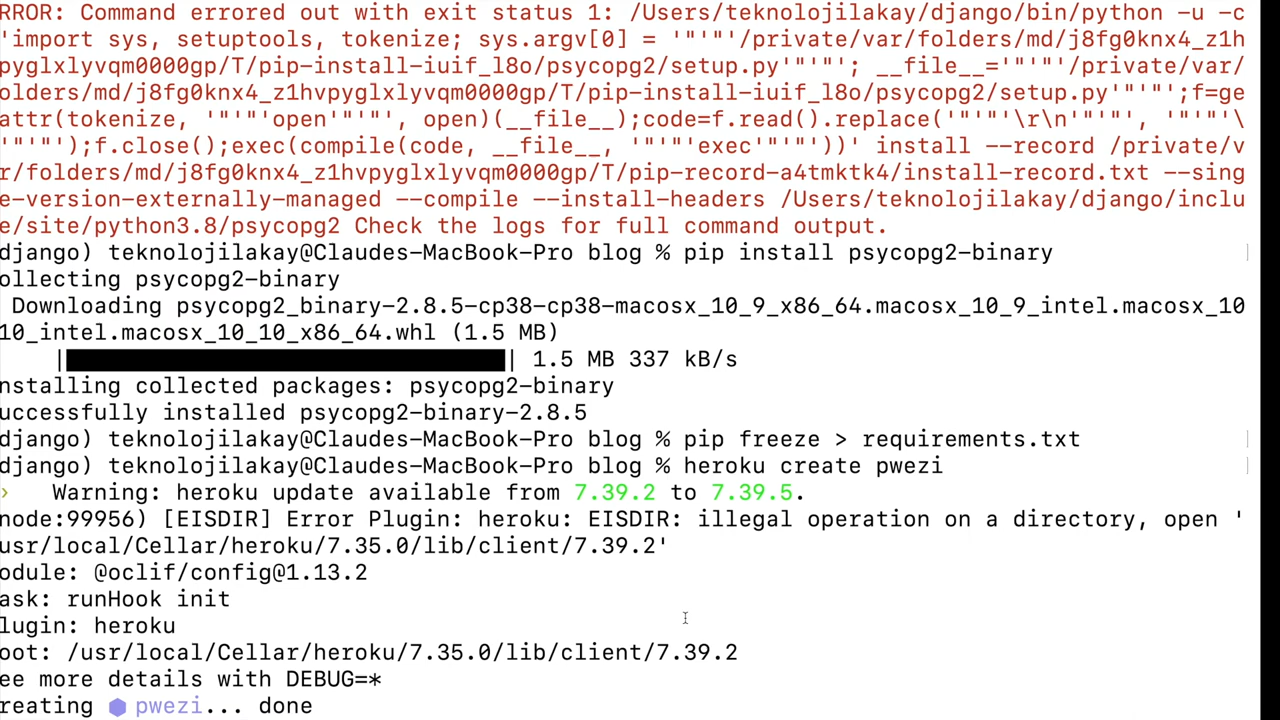 RROR: Command errored out with exit status 1: /Users/teknolojilakay/django/bin/python -u -c
'import sys, setuptools, tokenize; sys.argv[0] = '"'"'/private/var/folders/md/j8fg0knx4_z1h
pyglxlyvqm0000gp/T/pip-install-iuif_l8o/psycopg2/setup.py'"'"'; __file__='"'"'/private/var/
olders/md/j8fg0knx4_z1hvpyglxlyvqm0000gp/T/pip-install-iuif_l8o/psycopg2/setup.py'"'"';f=ge
attr(tokenize, '"'"'open'"'"', open)(__file__);code=f.read().replace('"'"'\r\n'"'"', '"'"'\
'"'"');f.close();exec(compile(code, __file__, '"'"'exec'"'"'))' install --record /private/v
r/folders/md/j8fg0knx4_z1hvpyglxlyvqm0000gp/T/pip-record-a4tmktk4/install-record.txt --sing
e-version-externally-managed --compile --install-headers /Users/teknolojilakay/django/inclu
e/site/python3.8/psycopg2 Check the logs for full command output.
django) teknolojilakay@Claudes-MacBook-Pro blog % pip install psycopg2-binary
ollecting psycopg2-binary
Downloading psycopg2_binary-2.8.5-cp38-cp38-macosx_10_9_x86_64.macosx_10_9_intel.macosx_10
10_intel.macosx_10_10_x86_64.whl (1.5 MB)
| | 1.5 MB 337 kB/s
nstalling collected packages: psycopg2-binary
uccessfully installed psycopg2-binary-2.8.5
django) teknolojilakay@Claudes-MacBook-Pro blog % pip freeze > requirements.txt
django) teknolojilakay@Claudes-MacBook-Pro blog % heroku create pwezi
› Warning: heroku update available from 7.39.2 to 7.39.5.
node:99956) [EISDIR] Error Plugin: heroku: EISDIR: illegal operation on a directory, open '
usr/local/Cellar/heroku/7.35.0/lib/client/7.39.2'
odule: @oclif/config@1.13.2
ask: runHook init
lugin: heroku
oot: /usr/local/Cellar/heroku/7.35.0/lib/client/7.39.2
ee more details with DEBUG=*
reating ⬢ pwezi... done